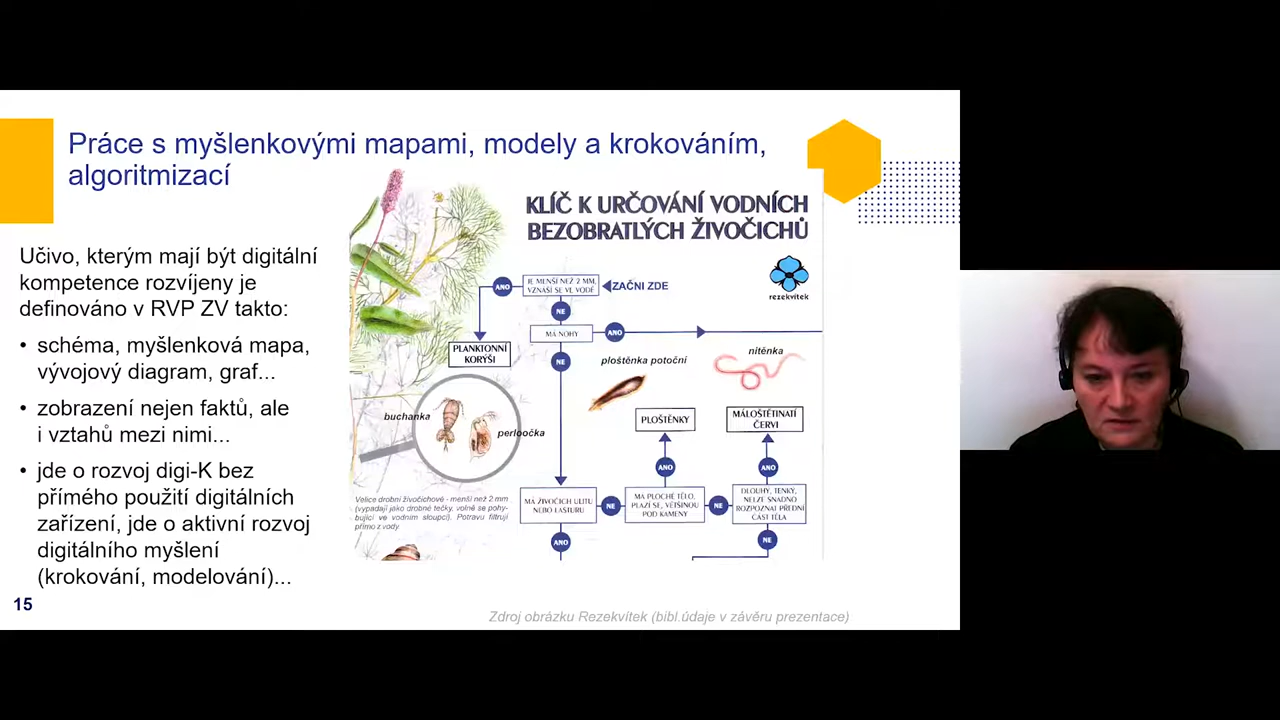 Práce s myšlenkovými mapami, modely a krokováním,
algoritmizací
Učivo, kterým mají být digitální
kompetence rozvíjeny je
definováno v RVP ZV takto:
• schéma, myšlenková mapa,
vývojový diagram, graf...
• zobrazení nejen faktů, ale
i vztahů mezi nimi...
• jde o rozvoj digi-K bez
přímého použití digitálních
zařízení, jde o aktivní rozvoj
digitálního myšlení
(krokování, modelování)...
15
KLÍČ K URČOVÁNÍ VODNÍCH
BEZOBRATLÝCH ŽIVOČICHŮ
rezekvítek
ZAČNI ZDE
JE MENŠÍ NEŽ 2 MM,
VZNÁŠÍ SE VE VODĚ
ANO
NE
MÁ NOHY
ANO
NE
PLANKTONNÍ
KORÝŠI
ploštěnka potoční
nitěnka
buchanka
perloočka
PLOŠTĚNKY
MÁLOŠTĚTINATÍ
ČERVI
ANO
ANO
Velice drobní živočichové - menší než 2 mm
(vypadají jako drobné tečky, volně se pohy-
bující ve vodním sloupci). Potravu filtrují
přímo z vody.
MÁ ŽIVOČICH ULITU
NEBO LASTURU
NE
MÁ PLOCHÉ TĚLO,
PLAZÍ SE, VĚTŠINOU
POD KAMENY
NE
DLOUHÝ, TENKÝ,
NELZE SNADNO
ROZPOZNAT PŘEDNÍ
ČÁST TĚLA
ANO
NE
Zdroj obrázku Rezekvítek (bibl.údaje v závěru prezentace)